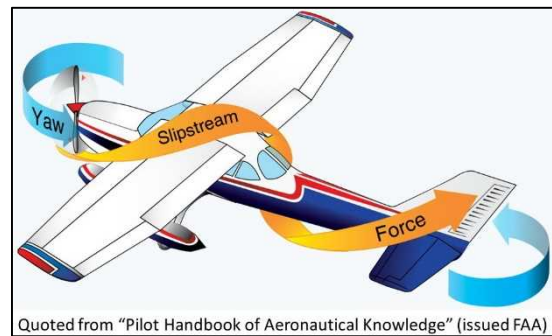 Yaw
Slipstream
Force
Quoted from “Pilot Handbook of Aeronautical Knowledge” (issued FAA)